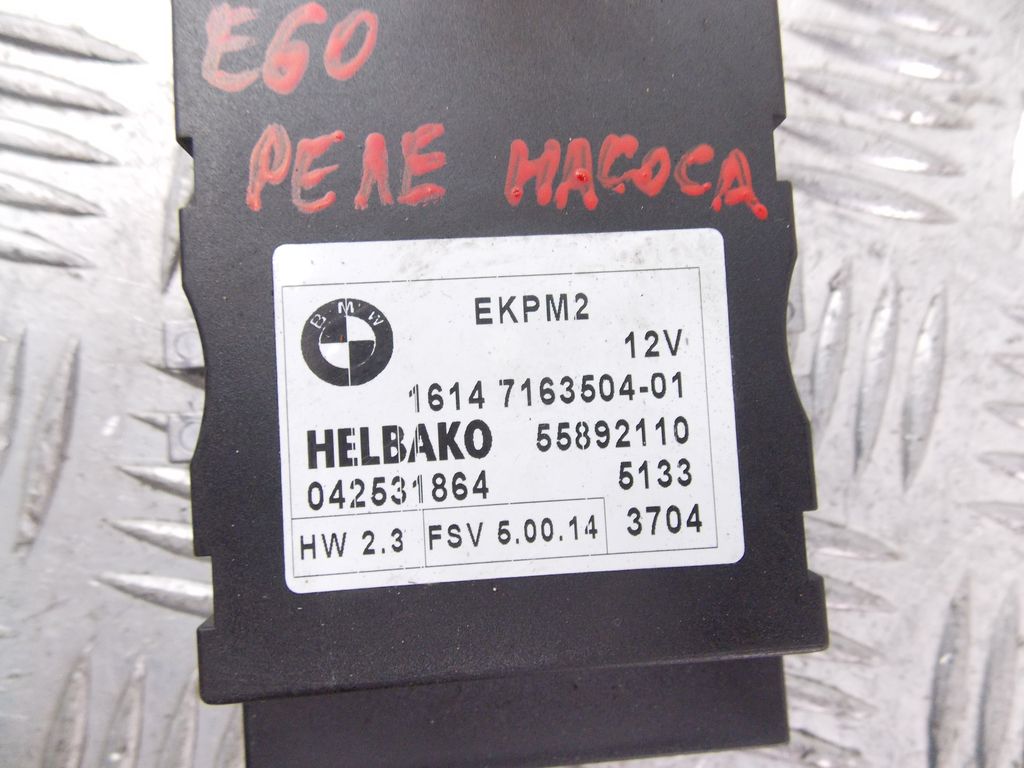 E60
РЕЛЕ НАСОСА
BMW
EKPM2
12V
1614 7163504-01
HELBAKO 55892110
042531864 5133
HW 2.3 FSV 5.00.14 3704